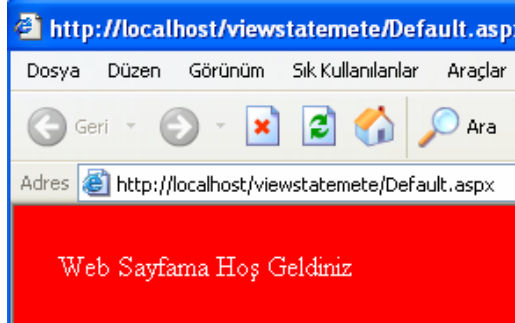 http://localhost/viewstatemete/Default.asp
Dosya Düzen Görünüm Sık Kullanılanlar Araçlar
Geri Ara
Adres http://localhost/viewstatemete/Default.aspx
Web Sayfama Hoş Geldiniz